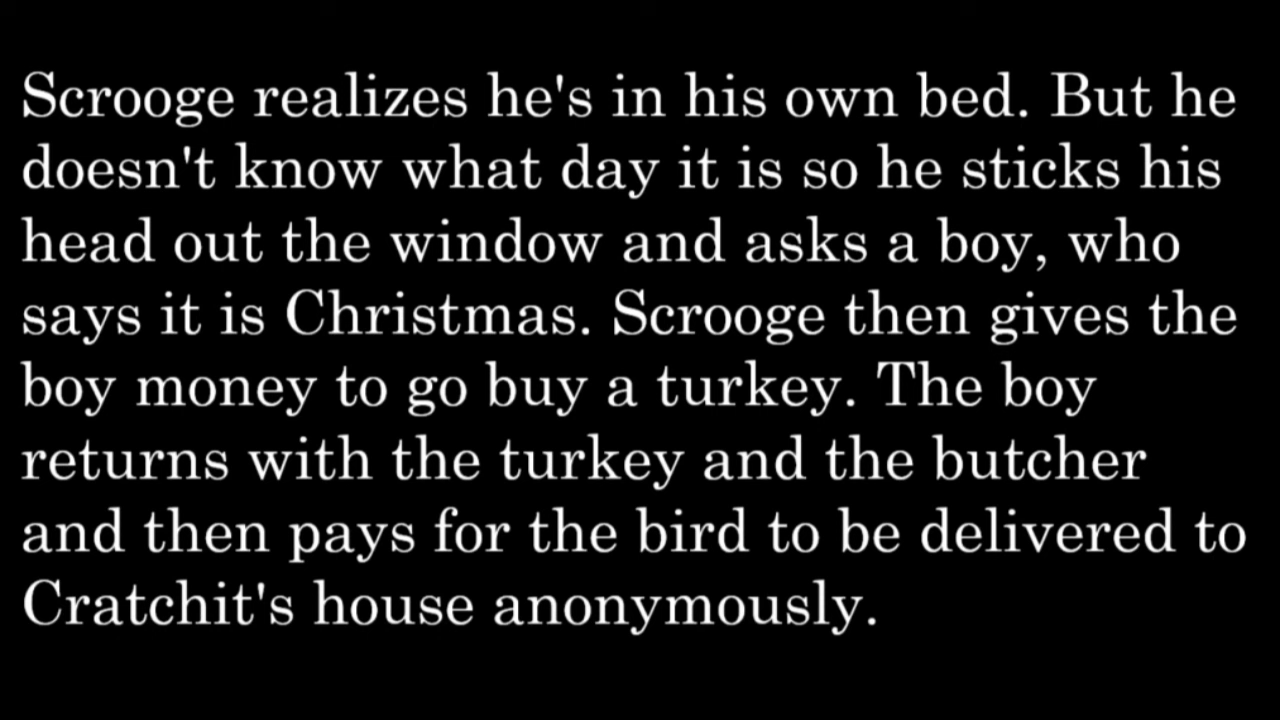 Scrooge realizes he's in his own bed. But he
doesn't know what day it is so he sticks his
head out the window and asks a boy, who
says it is Christmas. Scrooge then gives the
boy money to go buy a turkey. The boy
returns with the turkey and the butcher
and then pays for the bird to be delivered to
Cratchit's house anonymously.